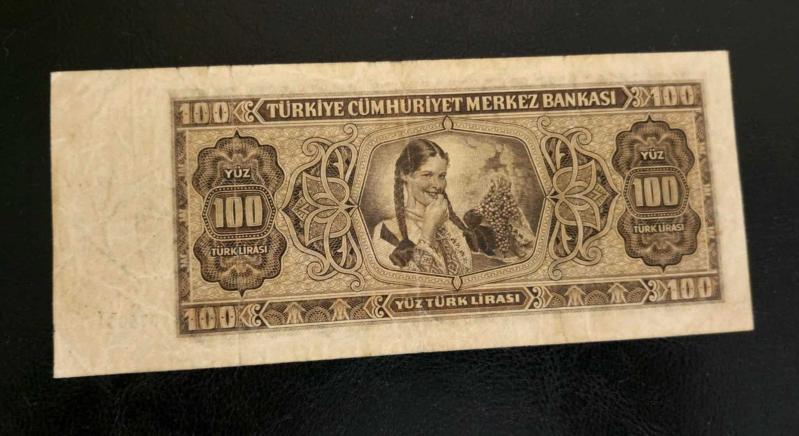 100 TÜRKİYE CÜMHURİYET MERKEZ BANKASI 100
YÜZ
100
TÜRK LİRASI
YÜZ
100
TÜRK LİRASI
100 YÜZ TÜRK LİRASI 100